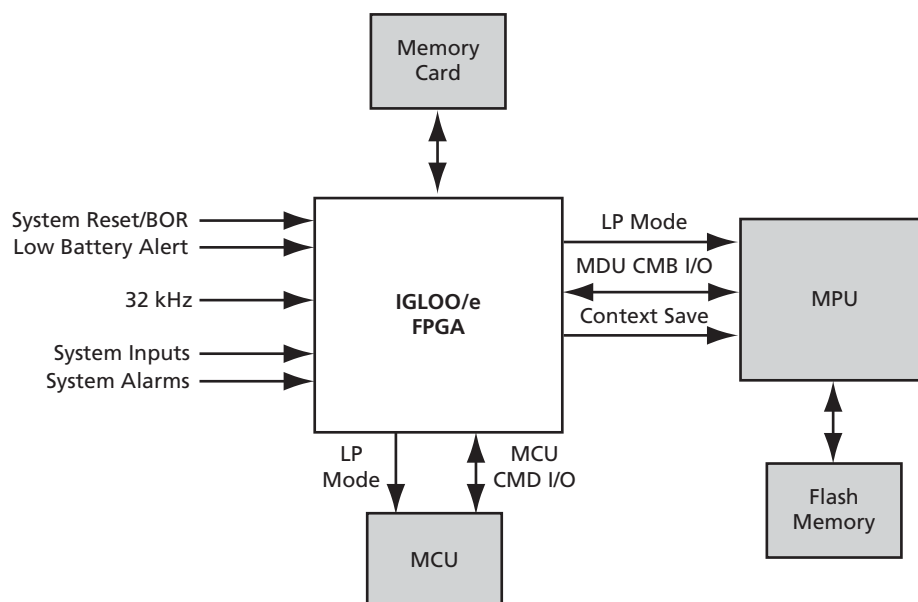 Memory
Card
System Reset/BOR
Low Battery Alert
32 kHz
System Inputs
System Alarms
IGLOO/e
FPGA
LP Mode
MDU CMB I/O
Context Save
MPU
LP
Mode
MCU
CMD I/O
MCU
Flash
Memory